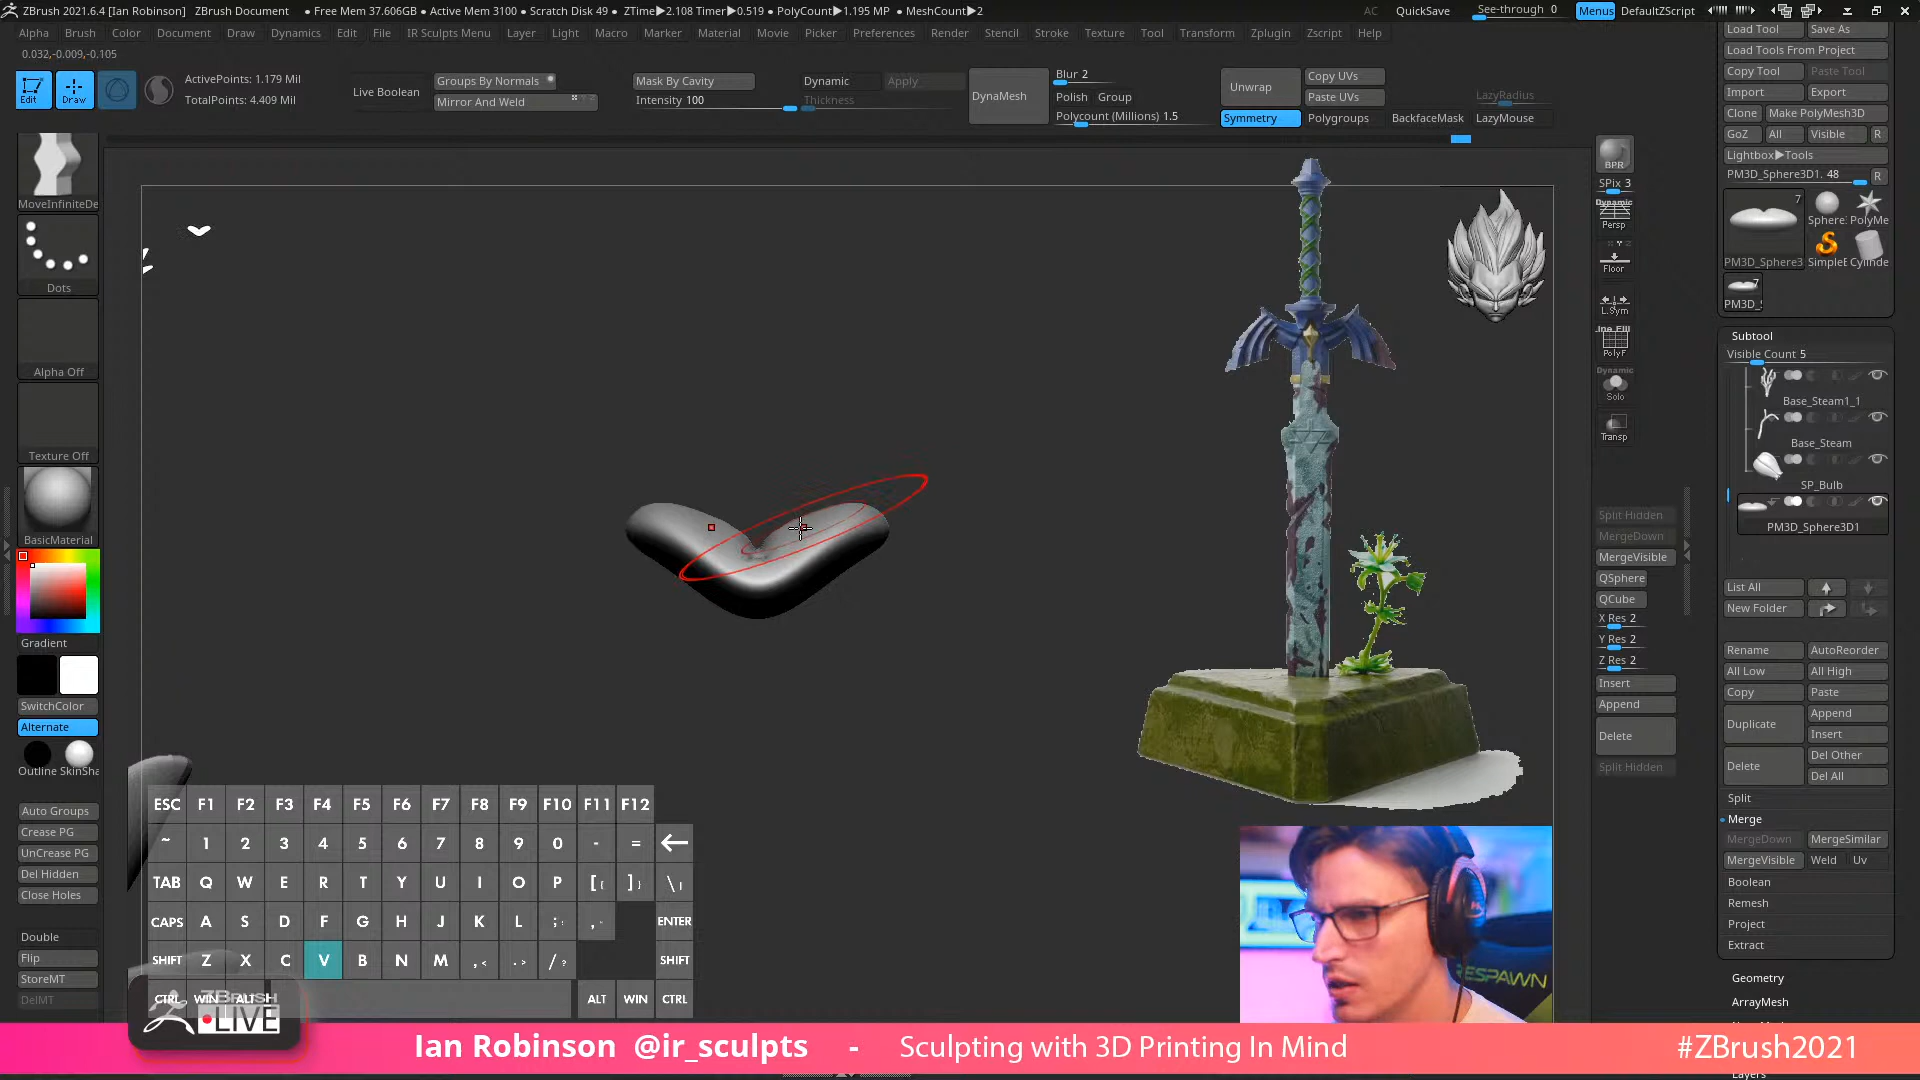 ZBrush 2021.6.4 [Ian Robinson]   ZBrush Document   • Free Mem 37.606GB • Active Mem 3100 • Scratch Disk 49 • ZTime▶2.108 Timer▶0.519 • PolyCount▶1.195 MP • MeshCount▶2
AC QuickSave See-through 0 Menus DefaultZScript
Alpha Brush Color Document Draw Dynamics Edit File IR Sculpts Menu Layer Light Macro Marker Material Movie Picker Preferences Render Stencil Stroke Texture Tool Transform Zplugin Zscript Help
0.032,-0.009,-0.105
Edit
Draw
ActivePoints: 1.179 Mil
TotalPoints: 4.409 Mil
Live Boolean
Groups By Normals
Mirror And Weld
Mask By Cavity
Intensity 100
Dynamic
Apply
Thickness
DynaMesh
Blur 2
Polish Group
Polycount (Millions) 1.5
Unwrap
Copy UVs
Paste UVs
Symmetry
Polygroups
BackfaceMask
LazyRadius
LazyMouse
MoveInfiniteDe
Dots
Alpha Off
Texture Off
BasicMaterial
Gradient
SwitchColor
Alternate
Outline SkinSha
Auto Groups
Crease PG
UnCrease PG
Del Hidden
Close Holes
Double
Flip
StoreMT
DelMT
BPR
SPix 3
Dynamic
Persp
Floor
L.Sym
Line Fill
PolyF
Dynamic
Solo
Transp
Split Hidden
MergeDown
MergeVisible
QSphere
QCube
X Res 2
Y Res 2
Z Res 2
Insert
Append
Delete
Split Hidden
Load Tool Save As
Load Tools From Project
Copy Tool Paste Tool
Import Export
Clone Make PolyMesh3D
GoZ All Visible R
Lightbox▶Tools
PM3D_Sphere3D1. 48 R
7
Sphere: PolyMe
PM3D_Sphere3 SimpleE Cylinde
7
PM3D_S
Subtool
Visible Count 5
Base_Steam1_1
Base_Steam
SP_Bulb
PM3D_Sphere3D1
List All
New Folder
Rename AutoReorder
All Low All High
Copy Paste
Duplicate Append
Insert
Delete Del Other
Del All
Split
Merge
MergeDown MergeSimilar
MergeVisible Weld Uv
Boolean
Remesh
Project
Extract
Geometry
ArrayMesh
Layers
ESC F1 F2 F3 F4 F5 F6 F7 F8 F9 F10 F11 F12
~ 1 2 3 4 5 6 7 8 9 0 - = ←
TAB Q W E R T Y U I O P [{ ]} \|
CAPS A S D F G H J K L ;: ,. ENTER
SHIFT Z X C V B N M ,< .> /? SHIFT
CTRL WIN ALT ALT WIN CTRL
ZBRUSH
LIVE
RESPAWN
Ian Robinson @ir_sculpts - Sculpting with 3D Printing In Mind #ZBrush2021